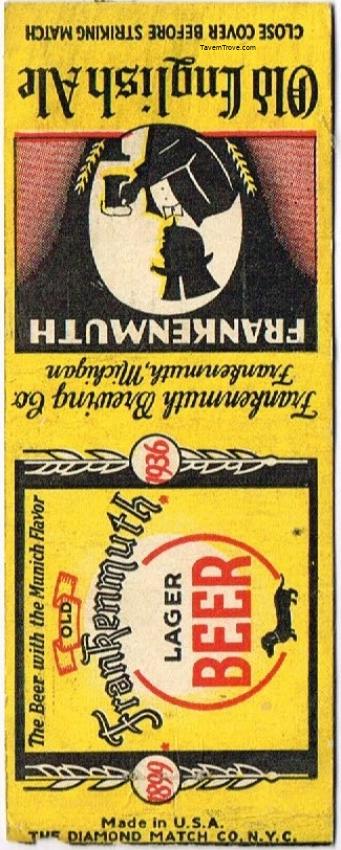 TavernTrove.com
CLOSE COVER BEFORE STRIKING MATCH
Old English Ale
FRANKENMUTH
Frankenmuth Brewing Co
Frankenmuth, Michigan
1936
The Beer with the Munich Flavor
OLD
Frankenmuth
LAGER
BEER
1899
Made in U.S.A.
THE DIAMOND MATCH CO. N.Y.C.